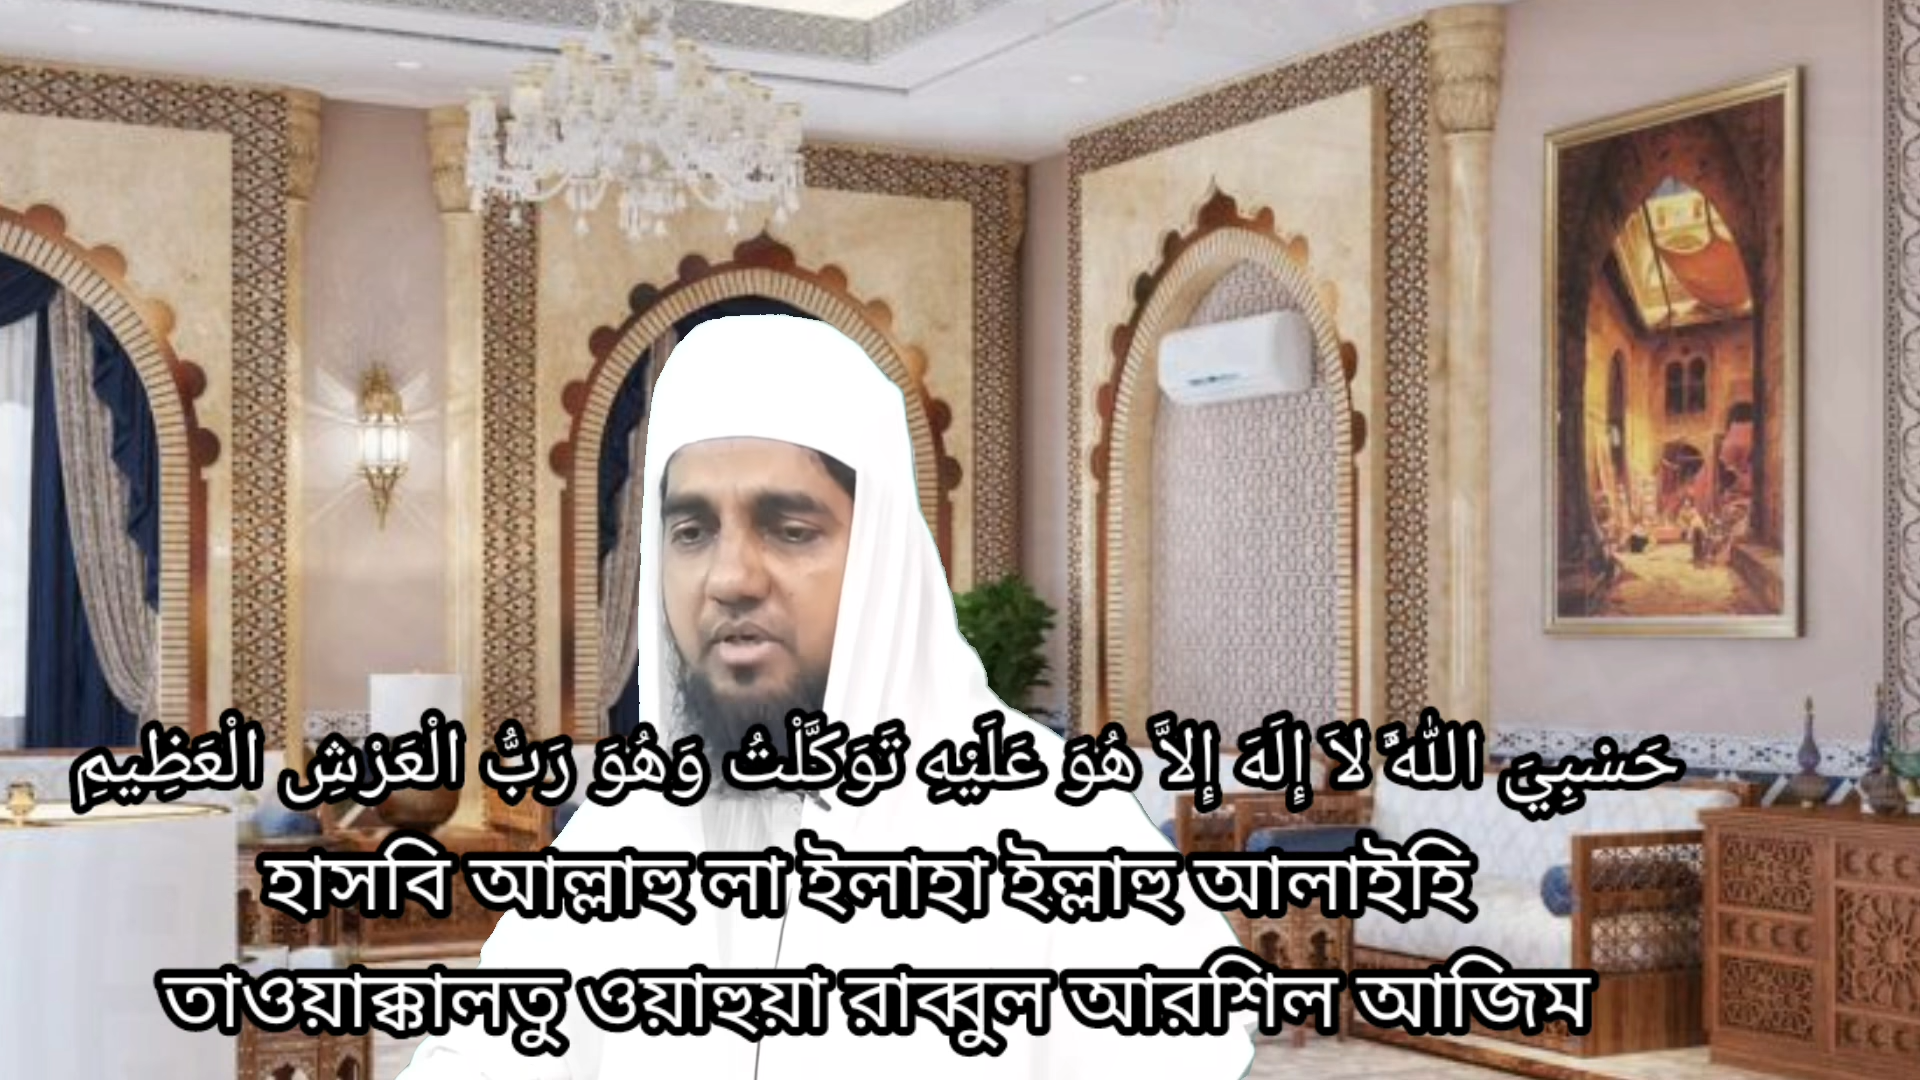 حَسْبِيَ اللّٰهُ لاَ إِلَهَ إِلاَّ هُوَ عَلَيْهِ تَوَكَّلْتُ وَهُوَ رَبُّ الْعَرْشِ الْعَظِيمِ
হাসবি আল্লাহু লা ইলাহা ইল্লাহু আলাইহি
তাওয়াক্কালতু ওয়াহুয়া রাব্বুল আরশিল আজিম